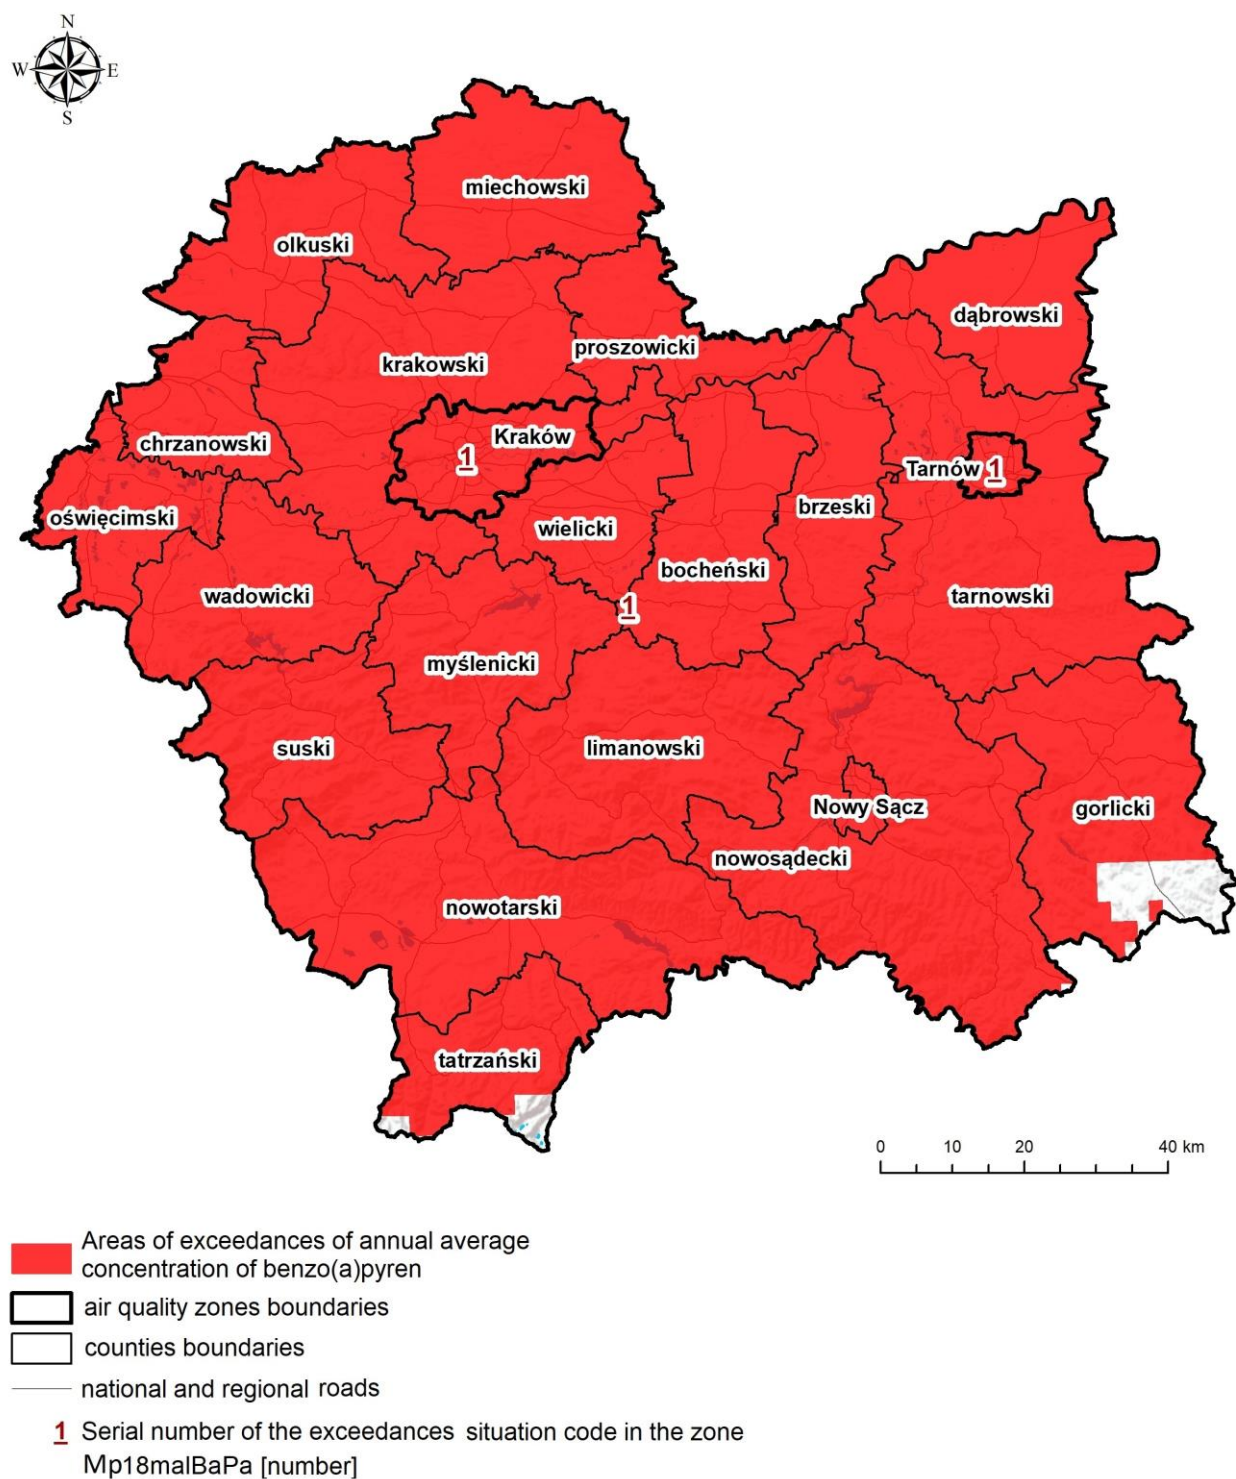 N
W E
S
miechowski
olkuski
dąbrowski
proszowicki
krakowski
Kraków
chrzanowski
1
Tarnów 1
oświęcimski
brzeski
wielicki
bocheński
wadowicki
tarnowski
1
myślenicki
suski
limanowski
Nowy Sącz
gorlicki
nowosądecki
nowotarski
tatrzański
0 10 20 40 km
Areas of exceedances of annual average
concentration of benzo(a)pyren
air quality zones boundaries
counties boundaries
national and regional roads
1 Serial number of the exceedances situation code in the zone
Mp18malBaPa [number]